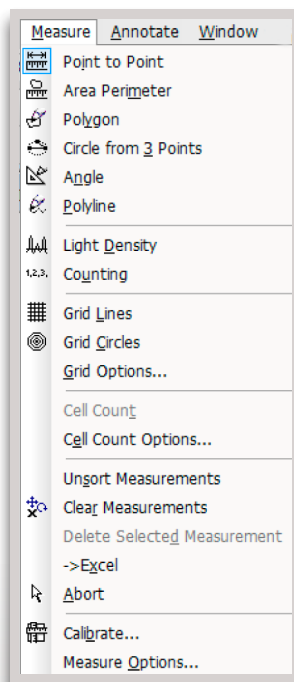 Measure Annotate Window
Point to Point
Area Perimeter
Polygon
Circle from 3 Points
Angle
Polyline
Light Density
1,2,3, Counting
Grid Lines
Grid Circles
Grid Options...
Cell Count
Cell Count Options...
Unsort Measurements
Clear Measurements
Delete Selected Measurement
->Excel
Abort
Calibrate...
Measure Options...